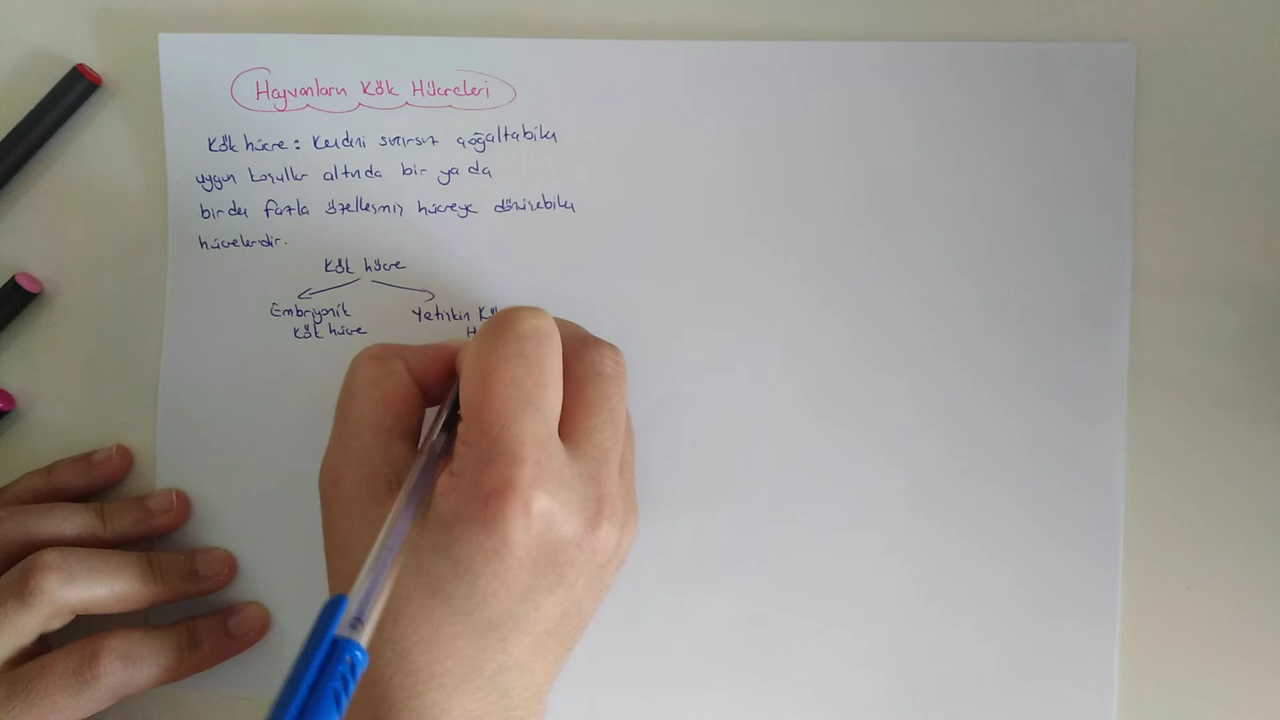 Hayvanların Kök Hücreleri
Kök hücre : Kendini sınırsız çoğaltabilen
uygun koşullar altında bir ya da
birden fazla özelleşmiş hücreye dönüşebilen
hücrelerdir.
Kök hücre
Embriyonik Yetişkin Kö
Kök hücre H